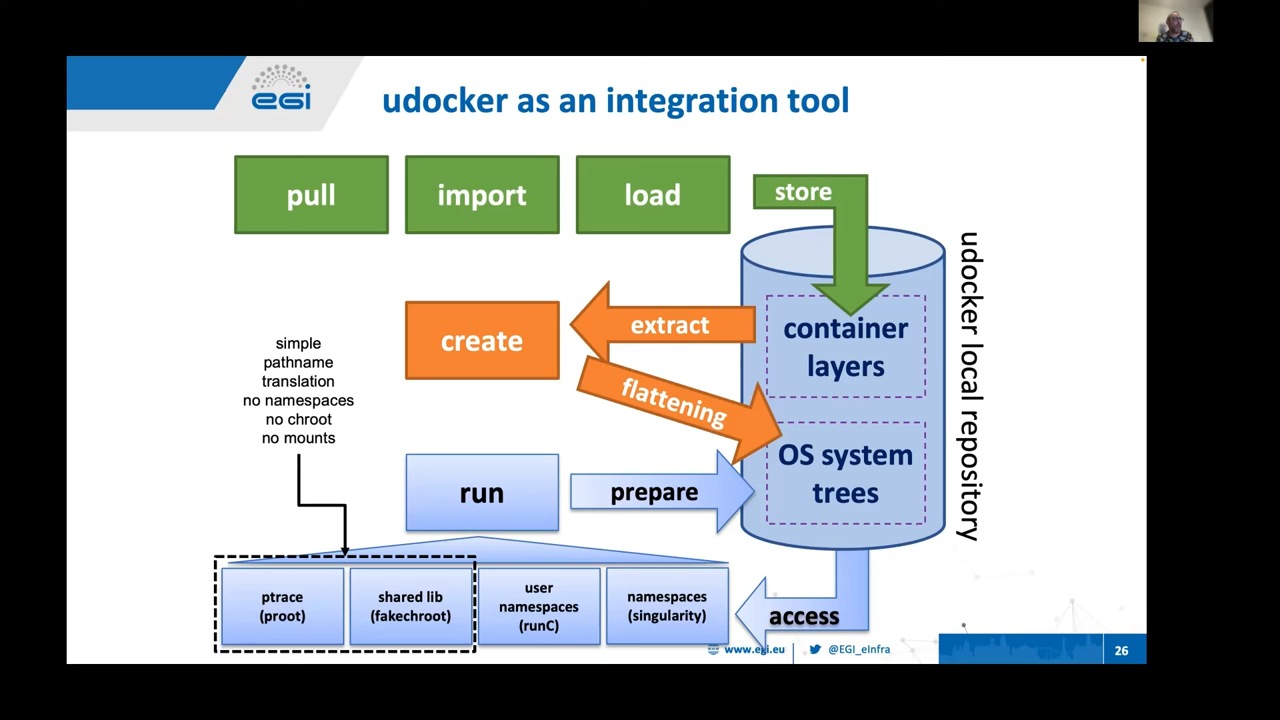 egi
udocker as an integration tool
pull
import
load
store
udocker local repository
container
layers
extract
create
flattening
simple
pathname
translation
no namespaces
no chroot
no mounts
OS system
trees
run
prepare
ptrace
(proot)
shared lib
(fakechroot)
user
namespaces
(runC)
namespaces
(singularity)
access
www.egi.eu
@EGI_eInfra
26